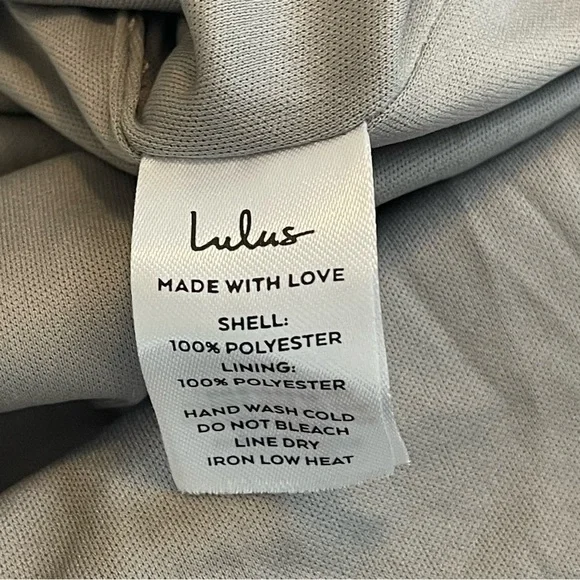 Lulus
MADE WITH LOVE
SHELL:
100% POLYESTER
LINING:
100% POLYESTER
HAND WASH COLD
DO NOT BLEACH
LINE DRY
IRON LOW HEAT